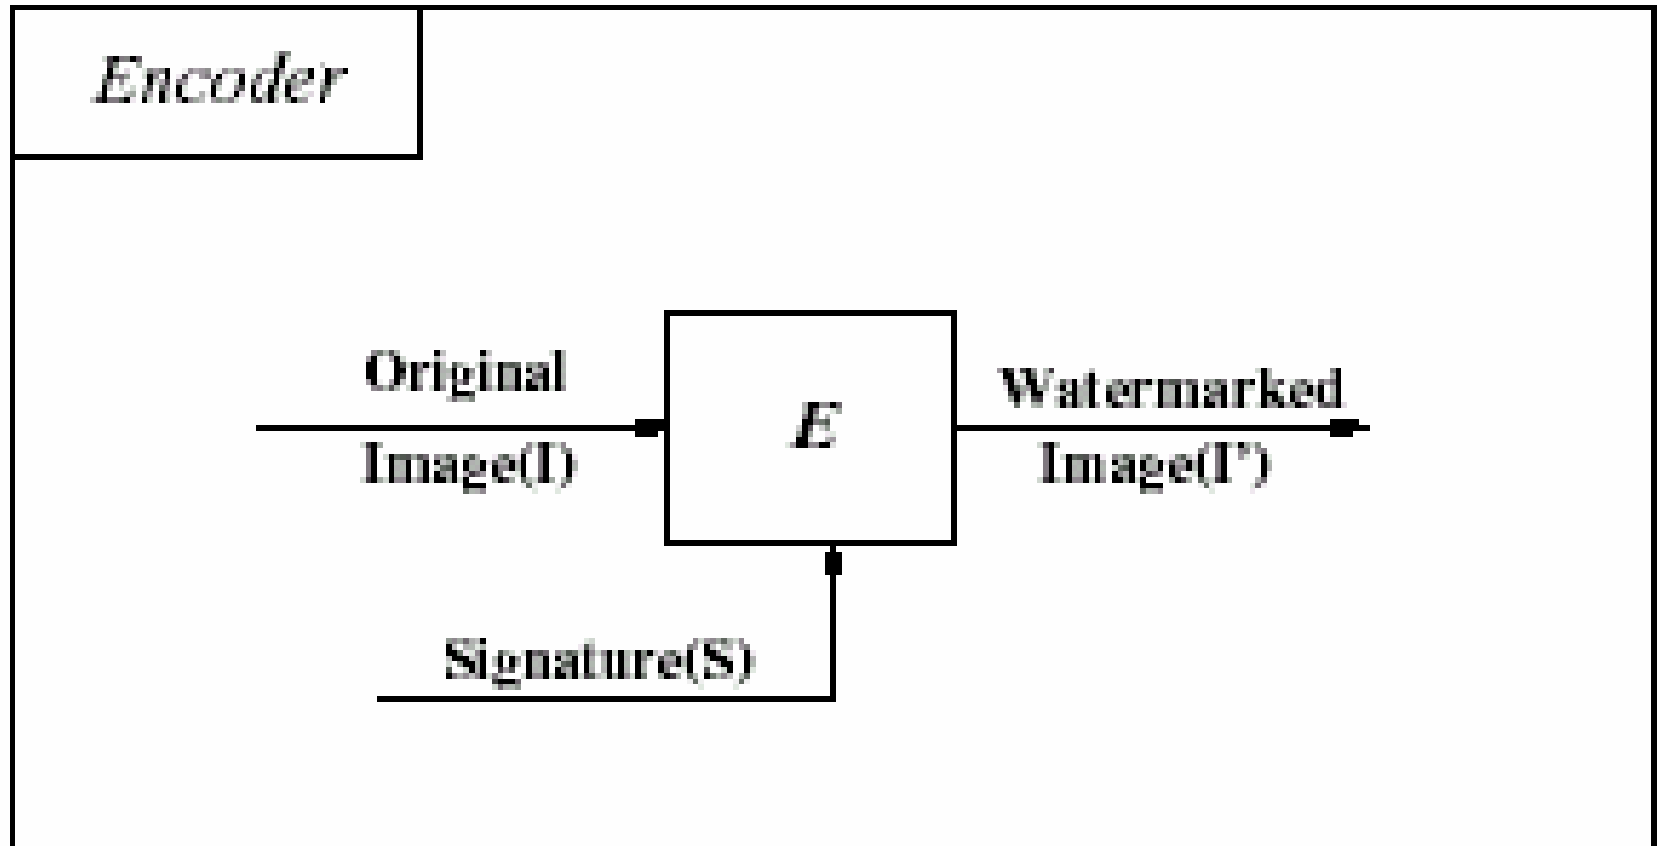 Encoder
Original
Image(I)
E
Watermarked
Image(I')
Signature(S)